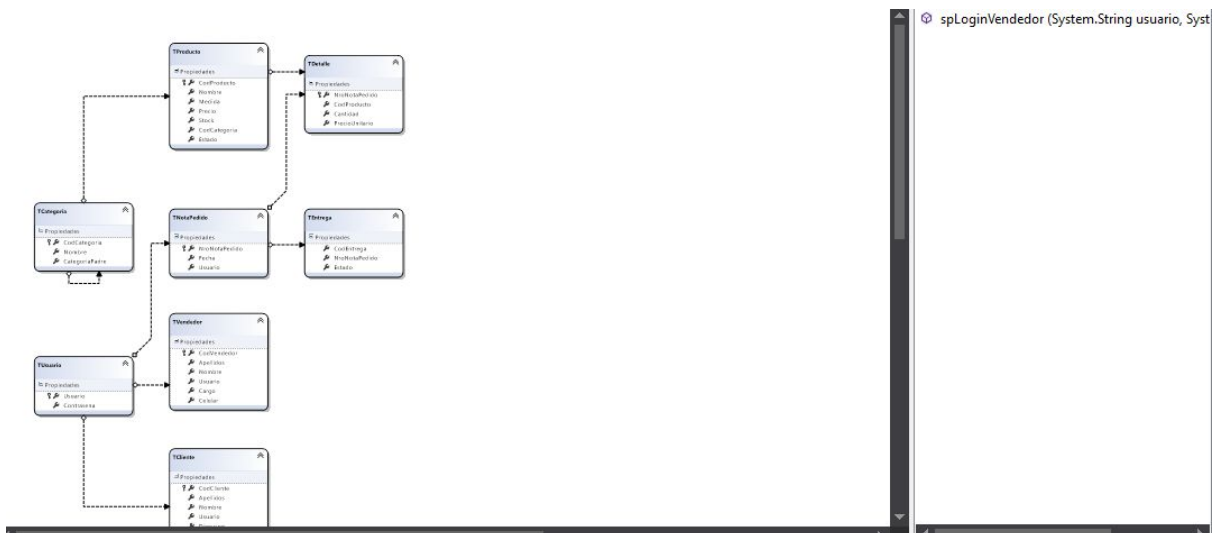 spLoginVendedor (System.String usuario, Syst
TProducto
Propiedades
CodProducto
Nombre
Medida
Precio
Stock
CodCategoria
Estado
TDetalle
Propiedades
NroNotaPedido
CodProducto
Cantidad
PrecioUnitario
TCategoria
Propiedades
CodCategoria
Nombre
CategoriaPadre
TNotaPedido
Propiedades
NroNotaPedido
Fecha
Usuario
TEntrega
Propiedades
CodEntrega
NroNotaPedido
Estado
TVendedor
Propiedades
CodVendedor
Apellidos
Nombre
Usuario
Cargo
Celular
TUsuario
Propiedades
Usuario
Contrasena
TCliente
Propiedades
CodCliente
Apellidos
Nombre
Usuario